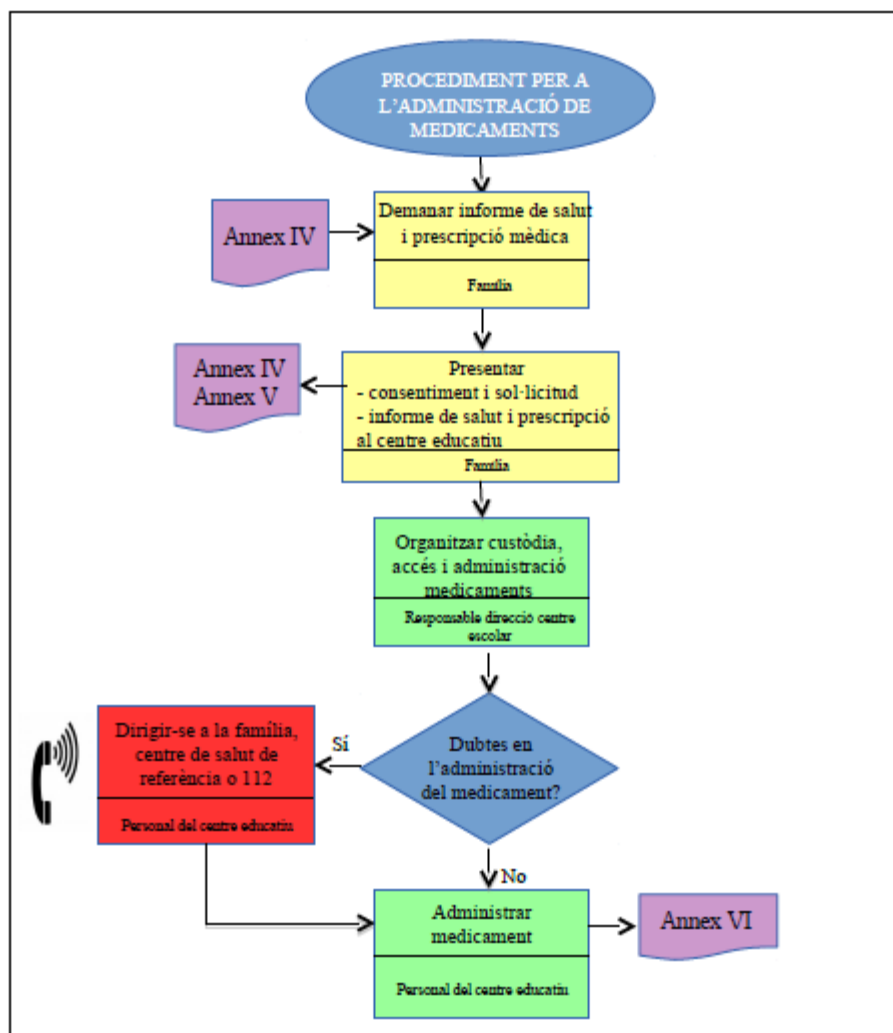 PROCEDIMENT PER A
L'ADMINISTRACIÓ DE
MEDICAMENTS
Annex IV
Demanar informe de salut
i prescripció mèdica
Família
Annex IV
Annex V
Presentar
- consentiment i sol·licitud
- informe de salut i prescripció
al centre educatiu
Família
Organitzar custòdia,
accés i administració
medicaments
Responsable direcció centre
escolar
Dirigir-se a la família,
centre de salut de
referència o 112
Personal del centre educatiu
Sí
Dubtes en
l'administració
del medicament?
No
Administrar
medicament
Personal del centre educatiu
Annex VI